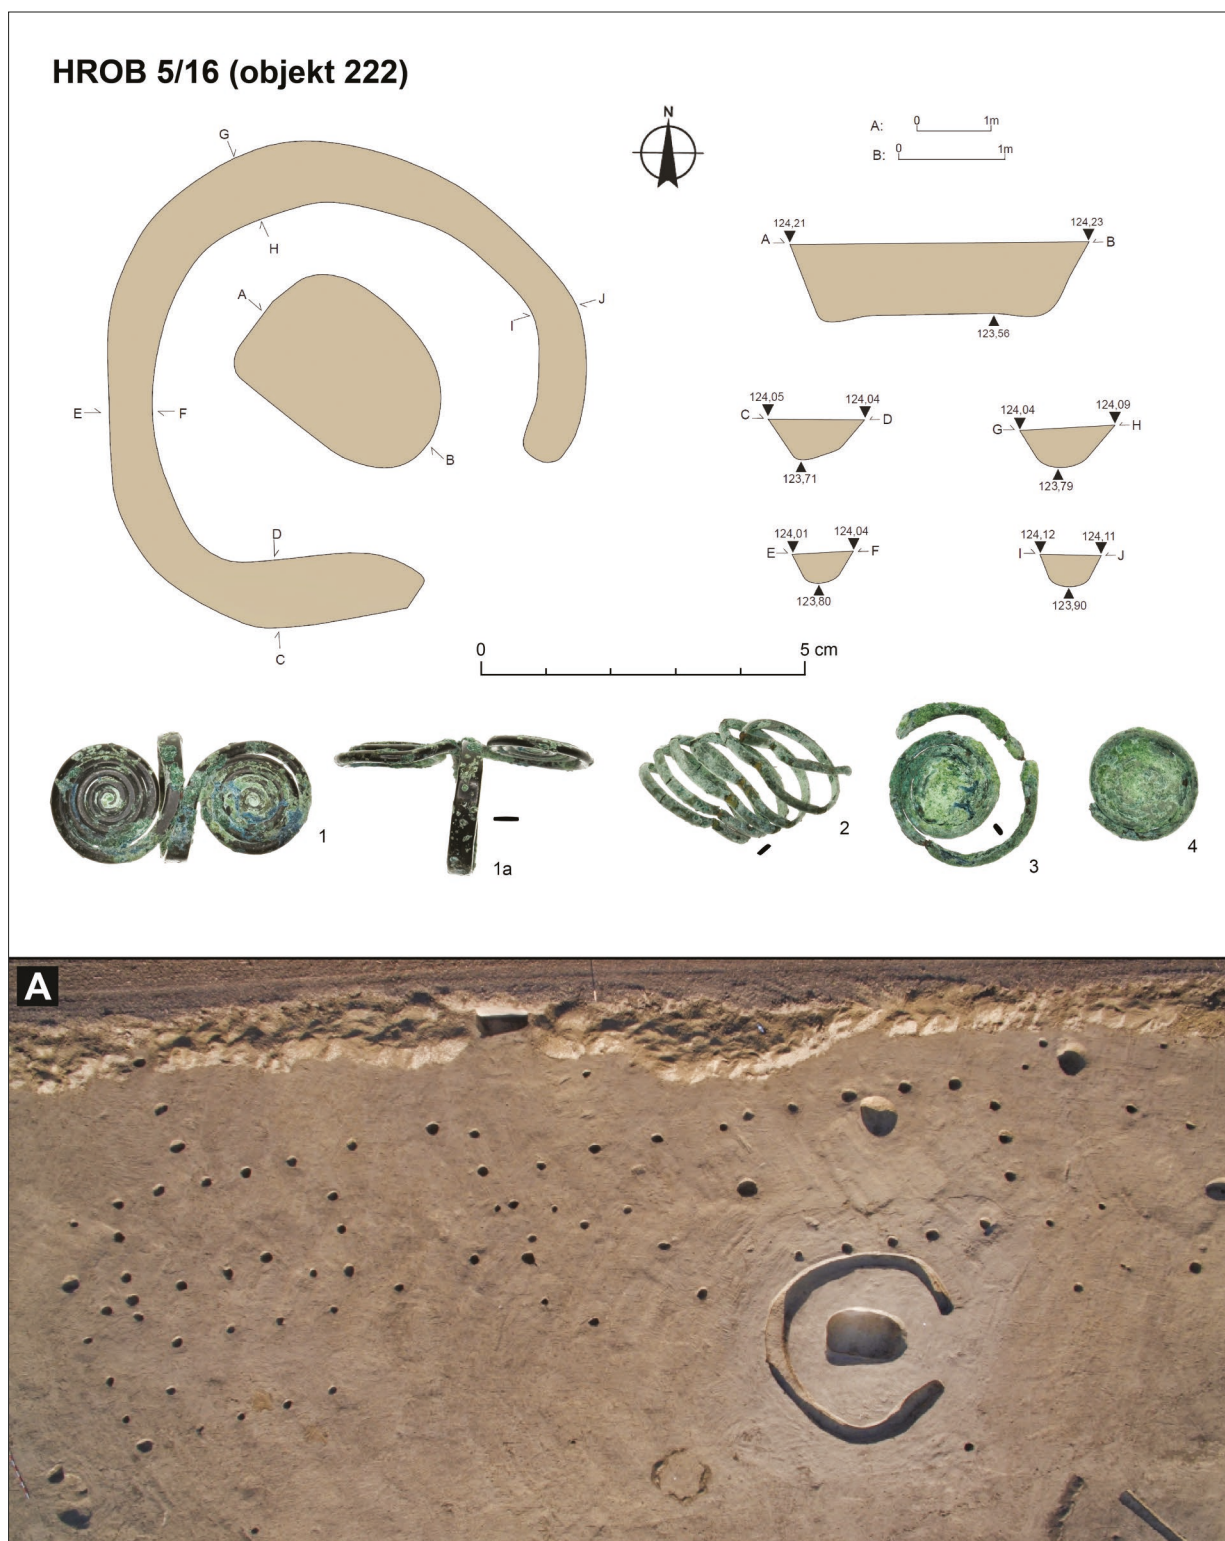 HROB 5/16 (objekt 222)
G
H
A
B
E
F
I
J
D
C
N
A: 0 1m
B: 0 1m
124,21 124,23
A B
123,56
124,05 124,04
C D
123,71
124,04 124,09
G H
123,79
124,01 124,04
E F
123,80
124,12 124,11
I J
123,90
0 5 cm
1
1a
2
3
4
A